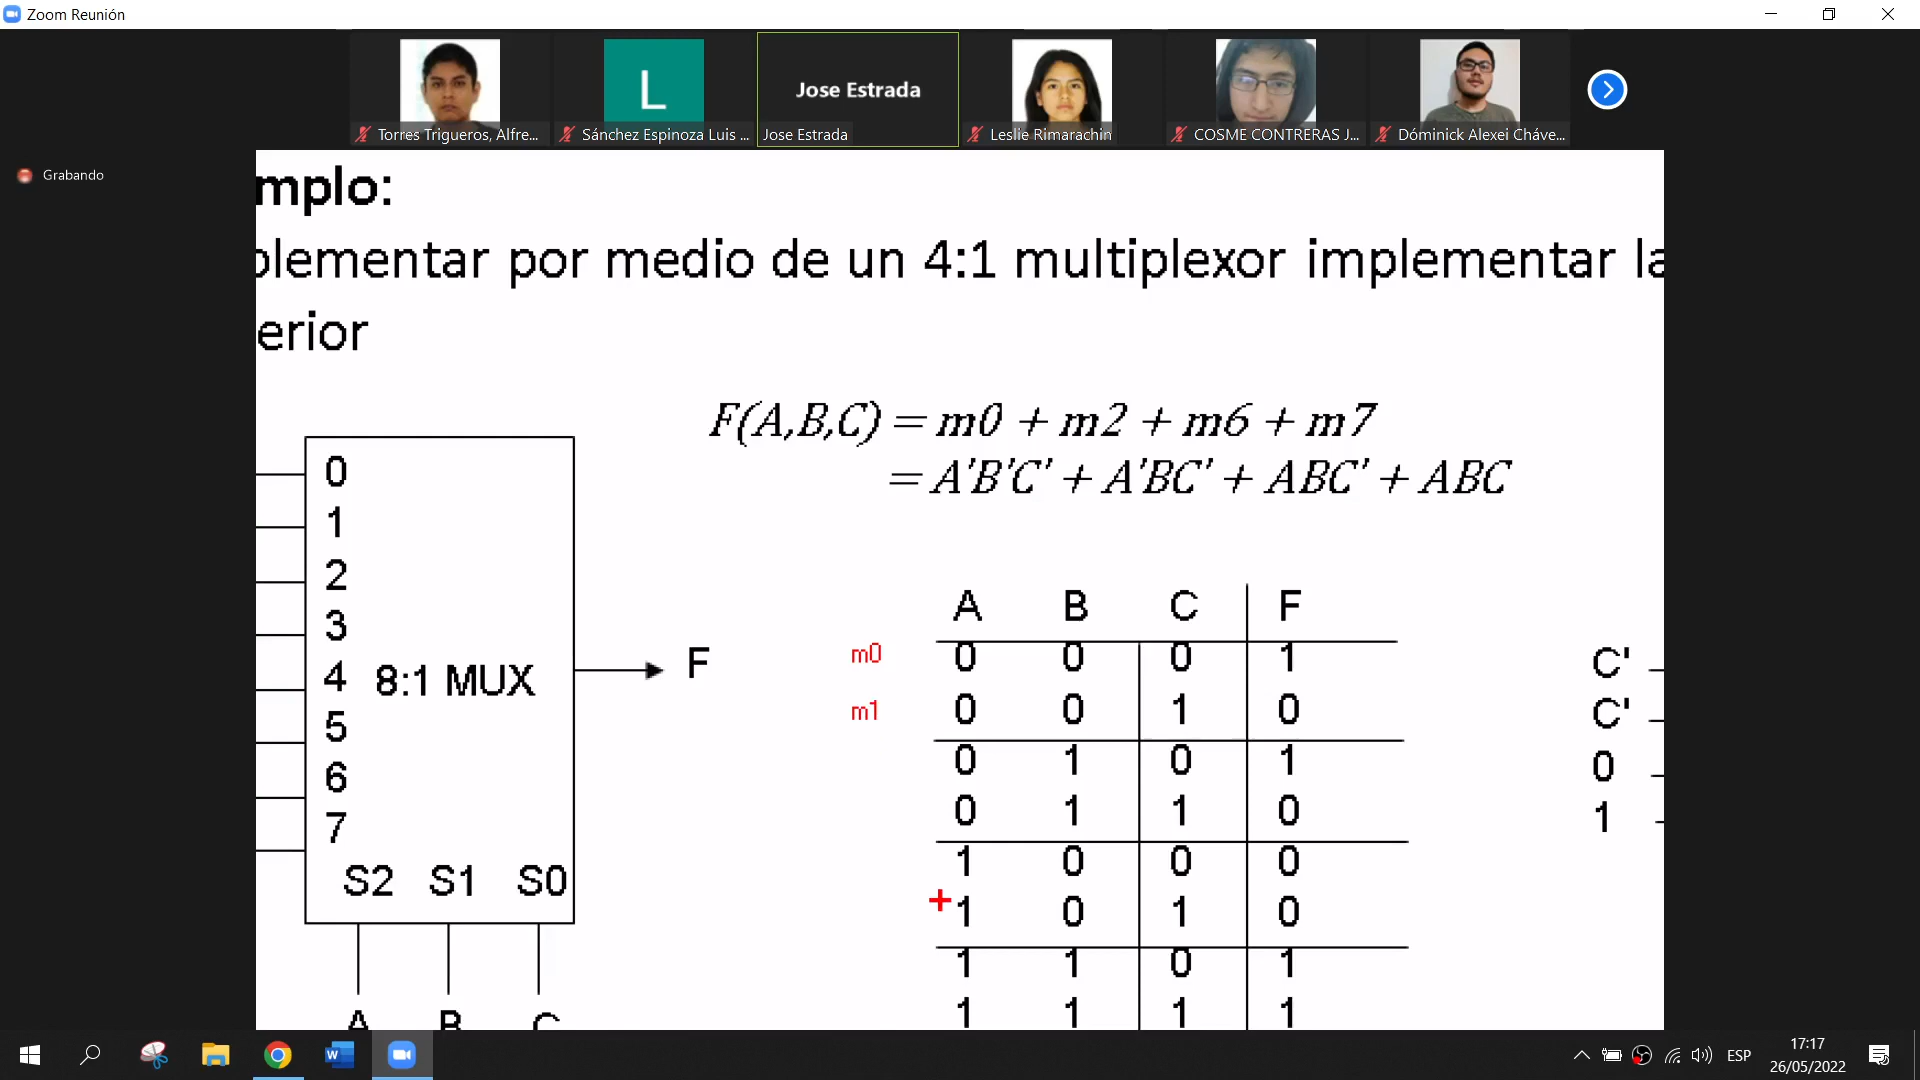 Zoom Reunión
L
Jose Estrada
Torres Trigueros, Alfre...
Sánchez Espinoza Luis ...
Jose Estrada
Leslie Rimarachin
COSME CONTRERAS J...
Dóminick Alexei Cháve...
Grabando
mplo:
plementar por medio de un 4:1 multiplexor implementar la
erior
F(A,B,C) = m0 + m2 + m6 + m7
= A'B'C' + A'BC' + ABC' + ABC
0
1
2
3
4
5
6
7
8:1 MUX
S2 S1 S0
A B C
F
A B C F
m0 0 0 0 1
m1 0 0 1 0
0 1 0 1
0 1 1 0
1 0 0 0
+ 1 0 1 0
1 1 0 1
1 1 1 1
C'
C'
0
1
ESP
17:17
26/05/2022